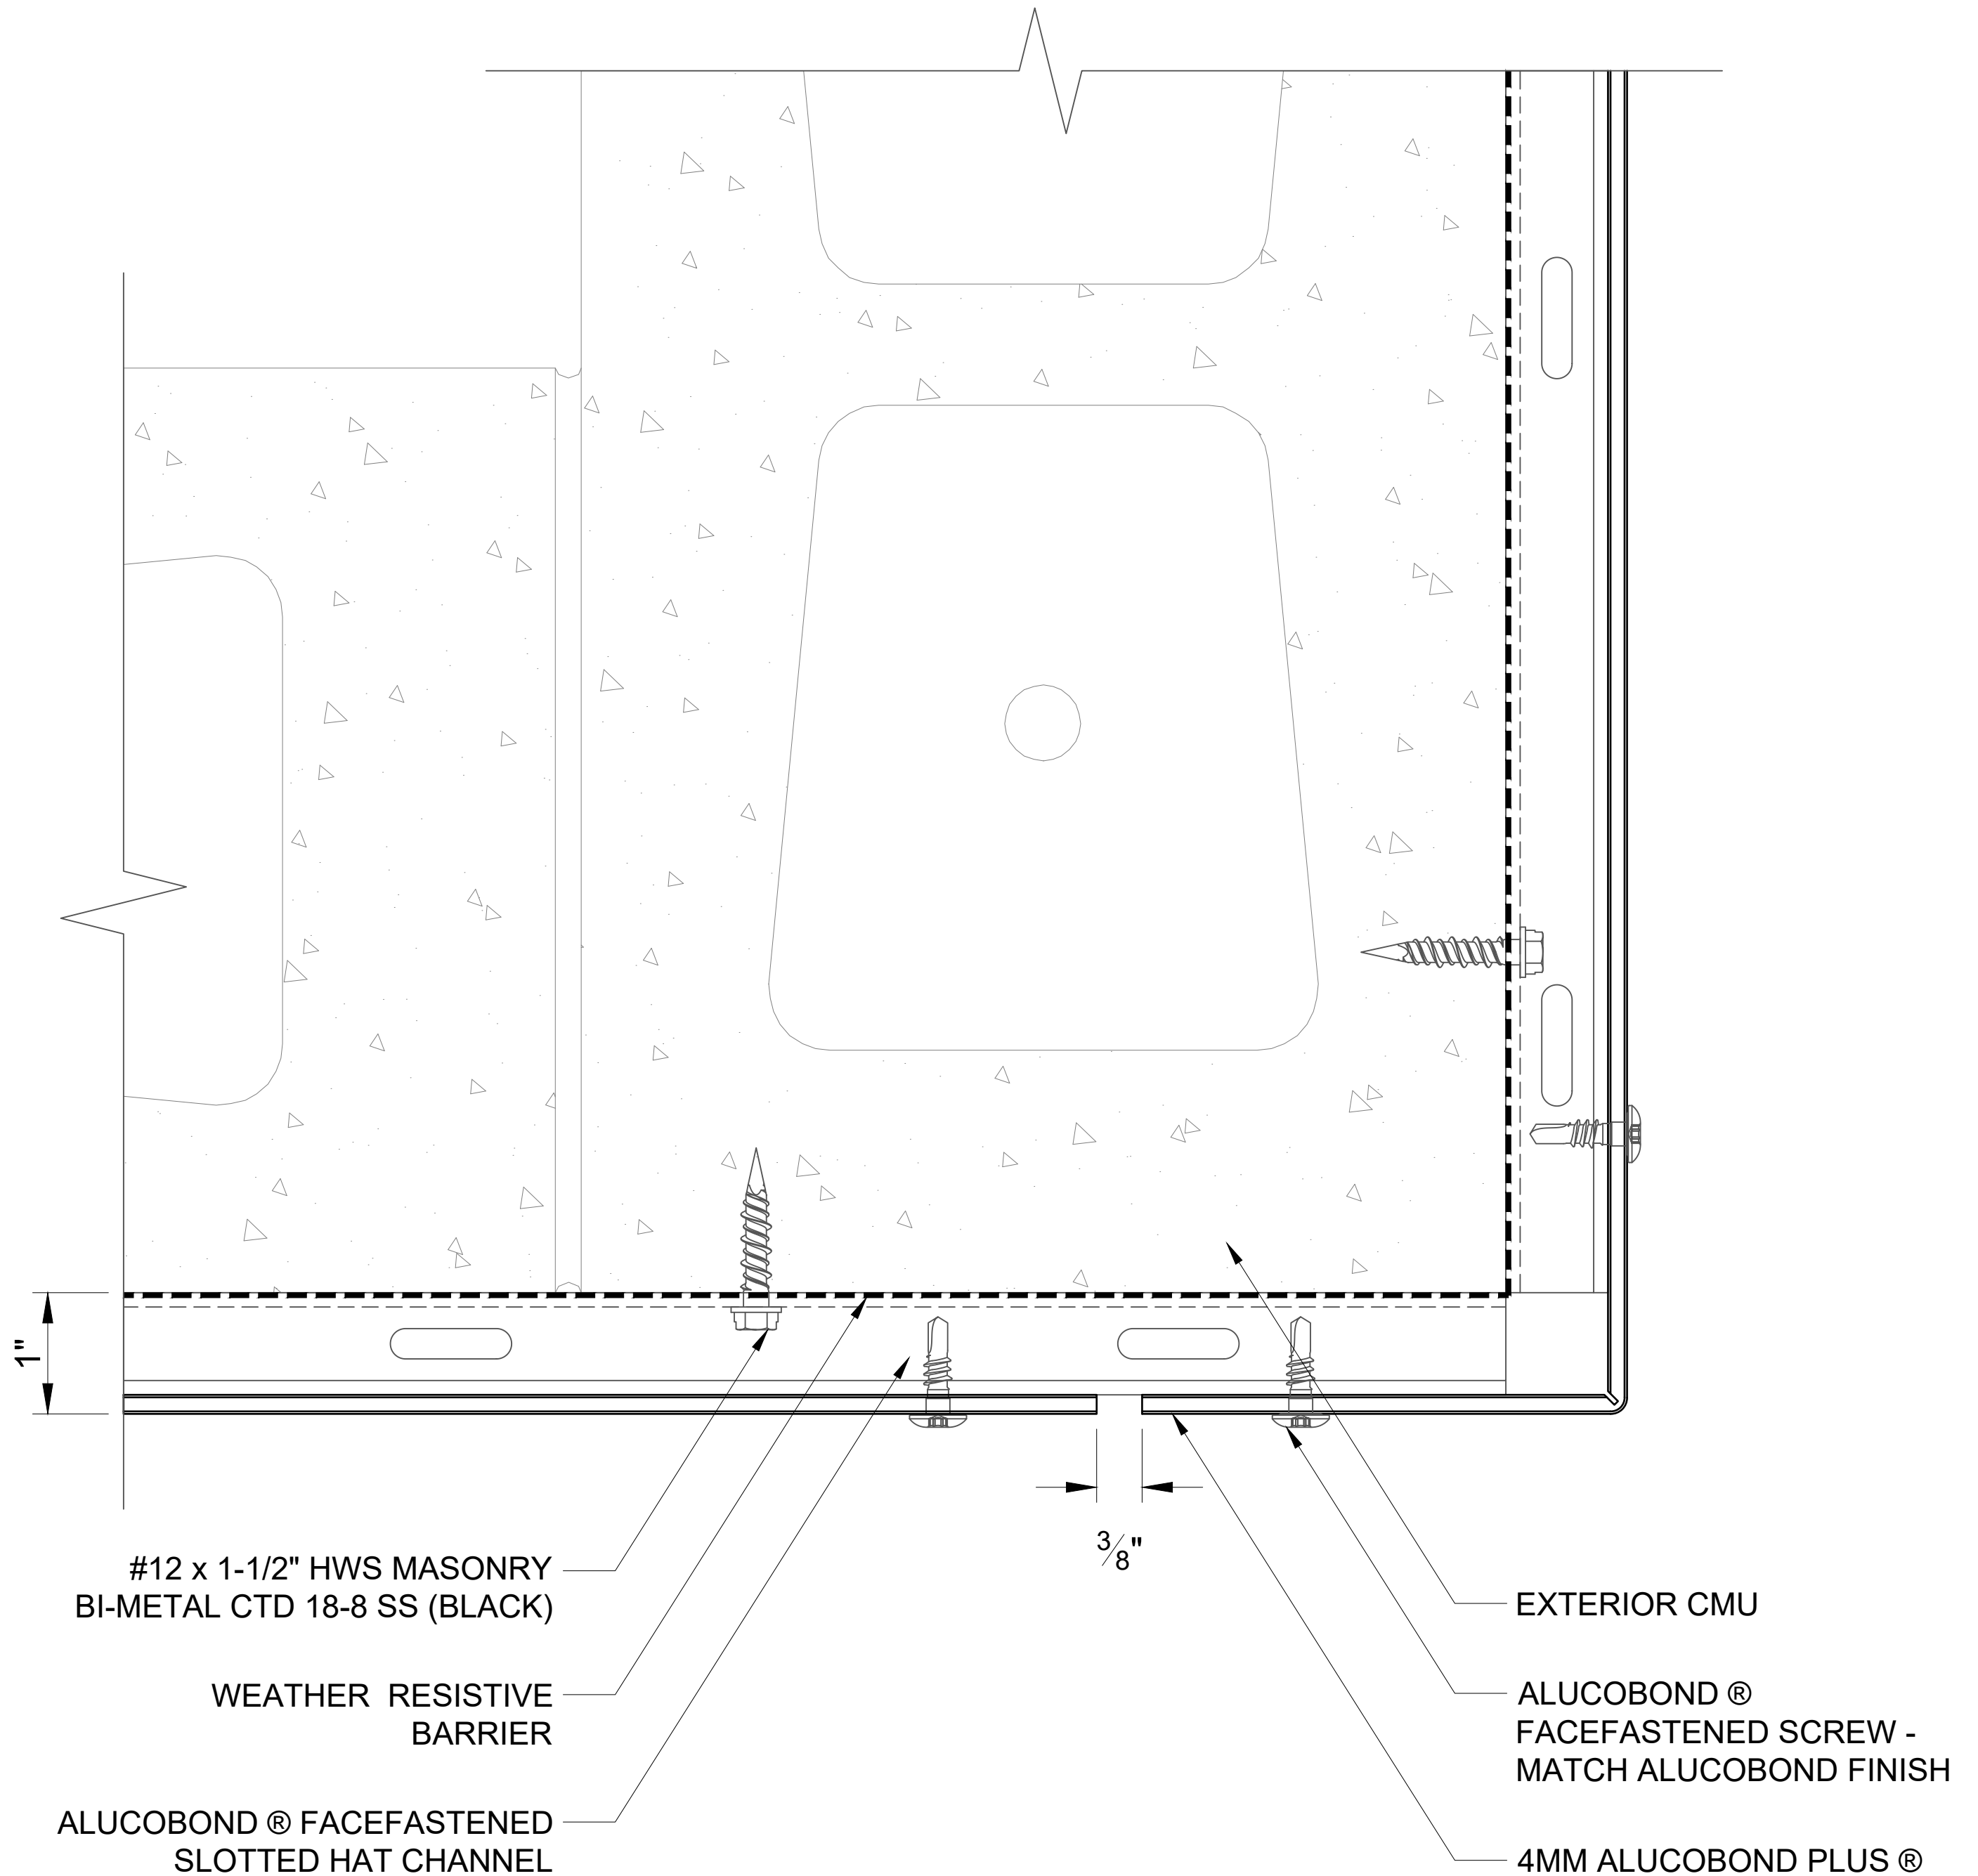 1"
3/8"
#12 x 1-1/2" HWS MASONRY
BI-METAL CTD 18-8 SS (BLACK)
WEATHER RESISTIVE
BARRIER
ALUCOBOND ® FACEFASTENED
SLOTTED HAT CHANNEL
EXTERIOR CMU
ALUCOBOND ®
FACEFASTENED SCREW -
MATCH ALUCOBOND FINISH
4MM ALUCOBOND PLUS ®